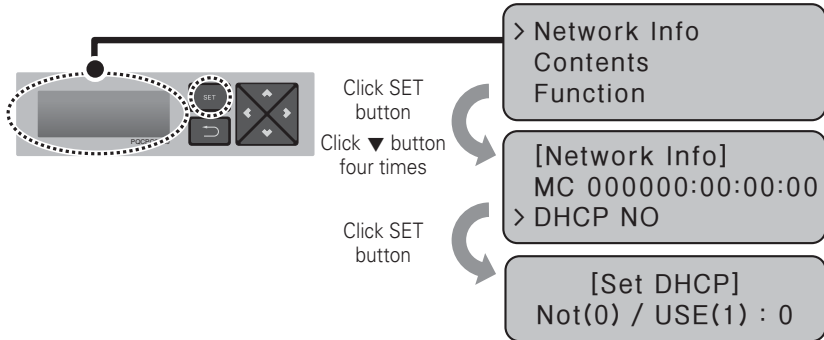 > Network Info
Contents
Function
SET
Click SET
button
Click ▼ button
four times
[Network Info]
MC 000000:00:00:00
> DHCP NO
Click SET
button
[Set DHCP]
Not(0) / USE(1) : 0